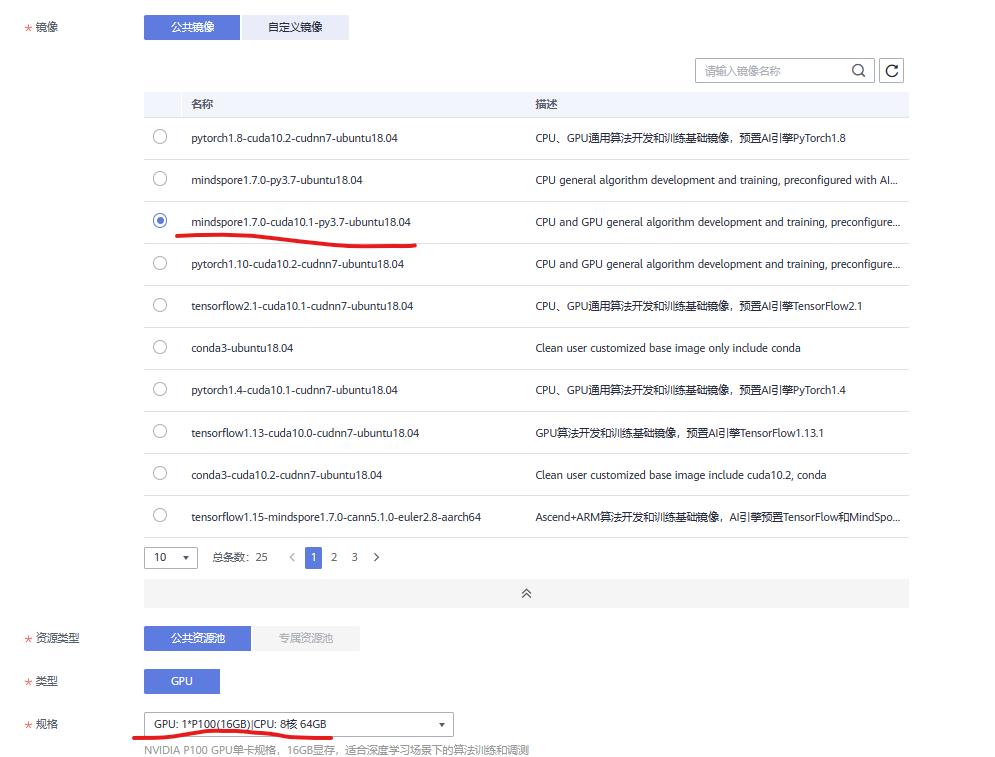 * 镜像 公共镜像 自定义镜像
请输入镜像名称
名称 描述
pytorch1.8-cuda10.2-cudnn7-ubuntu18.04 CPU、GPU通用算法开发和训练基础镜像，预置AI引擎PyTorch1.8
mindspore1.7.0-py3.7-ubuntu18.04 CPU general algorithm development and training, preconfigured with AI...
mindspore1.7.0-cuda10.1-py3.7-ubuntu18.04 CPU and GPU general algorithm development and training, preconfigure...
pytorch1.10-cuda10.2-cudnn7-ubuntu18.04 CPU and GPU general algorithm development and training, preconfigure...
tensorflow2.1-cuda10.1-cudnn7-ubuntu18.04 CPU、GPU通用算法开发和训练基础镜像，预置AI引擎TensorFlow2.1
conda3-ubuntu18.04 Clean user customized base image only include conda
pytorch1.4-cuda10.1-cudnn7-ubuntu18.04 CPU、GPU通用算法开发和训练基础镜像，预置AI引擎PyTorch1.4
tensorflow1.13-cuda10.0-cudnn7-ubuntu18.04 GPU算法开发和训练基础镜像，预置AI引擎TensorFlow1.13.1
conda3-cuda10.2-cudnn7-ubuntu18.04 Clean user customized base image include cuda10.2, conda
tensorflow1.15-mindspore1.7.0-cann5.1.0-euler2.8-aarch64 Ascend+ARM算法开发和训练基础镜像，AI引擎预置TensorFlow和MindSpo...
10 总条数：25 < 1 2 3 >
* 资源类型 公共资源池 专属资源池
* 类型 GPU
* 规格 GPU: 1*P100(16GB)|CPU: 8核 64GB
NVIDIA P100 GPU单卡规格，16GB显存，适合深度学习场景下的算法训练和调测